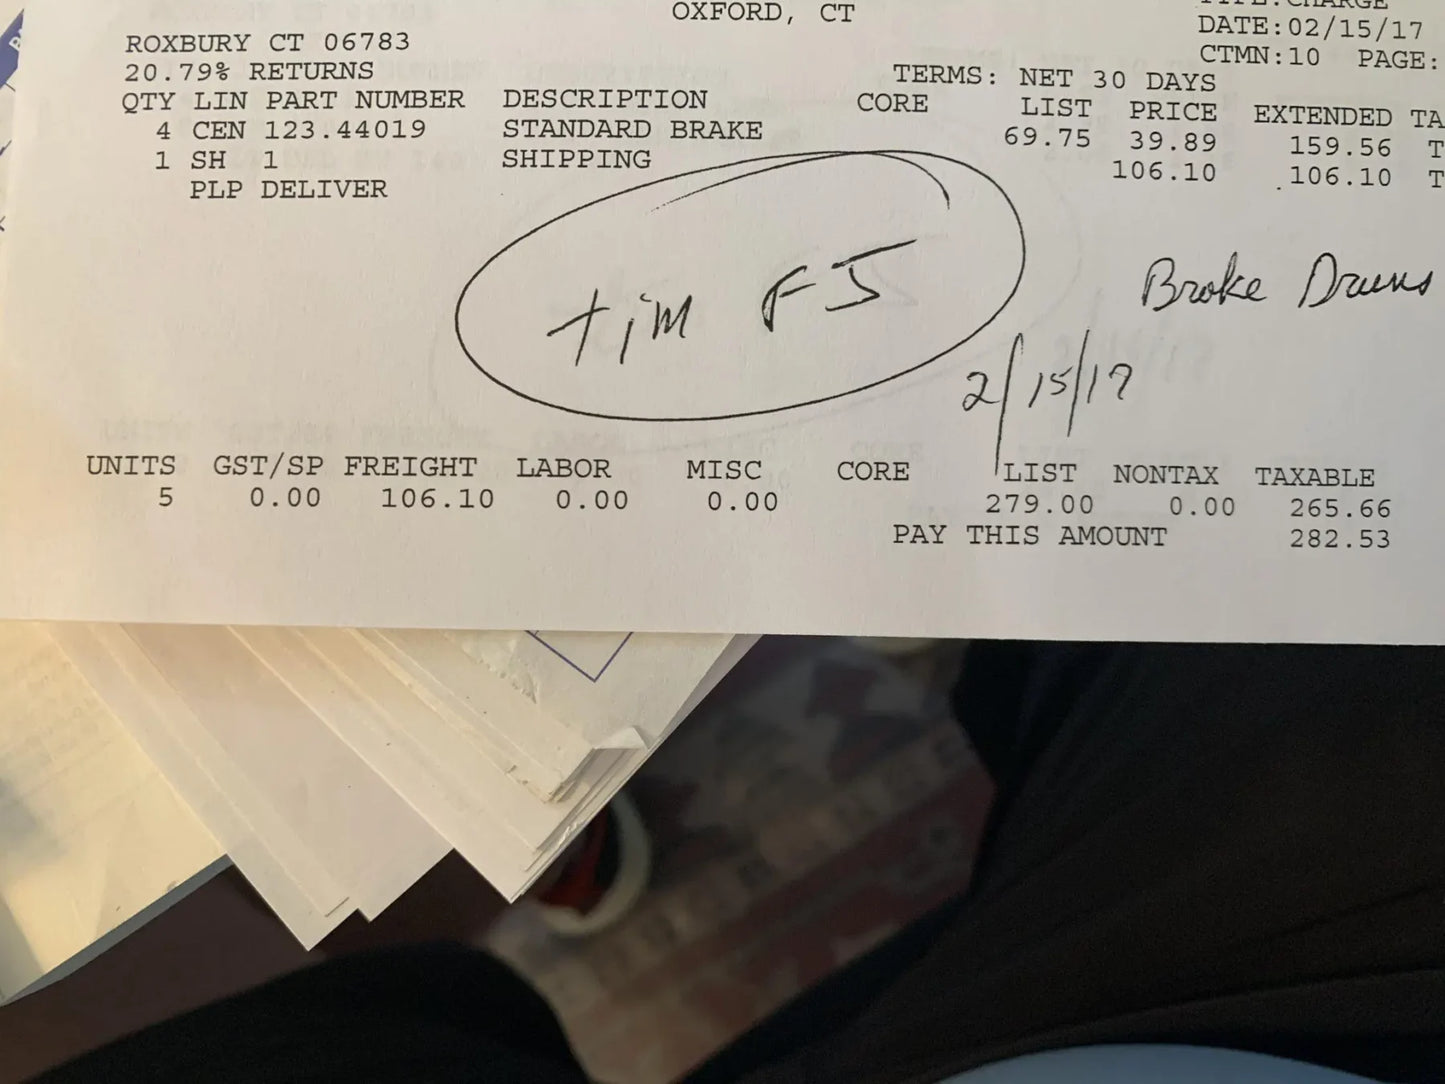 OXFORD, CT
TYPE:CHARGE
DATE:02/15/17
ROXBURY CT 06783
CTMN:10 PAGE:
20.79% RETURNS
TERMS: NET 30 DAYS
QTY LIN PART NUMBER DESCRIPTION CORE LIST PRICE EXTENDED TA
4 CEN 123.44019 STANDARD BRAKE 69.75 39.89 159.56 T
1 SH 1 SHIPPING 106.10 106.10 T
PLP DELIVER
tim FJ
Broke Drums
2/15/17
UNITS GST/SP FREIGHT LABOR MISC CORE LIST NONTAX TAXABLE
5 0.00 106.10 0.00 0.00 279.00 0.00 265.66
PAY THIS AMOUNT 282.53